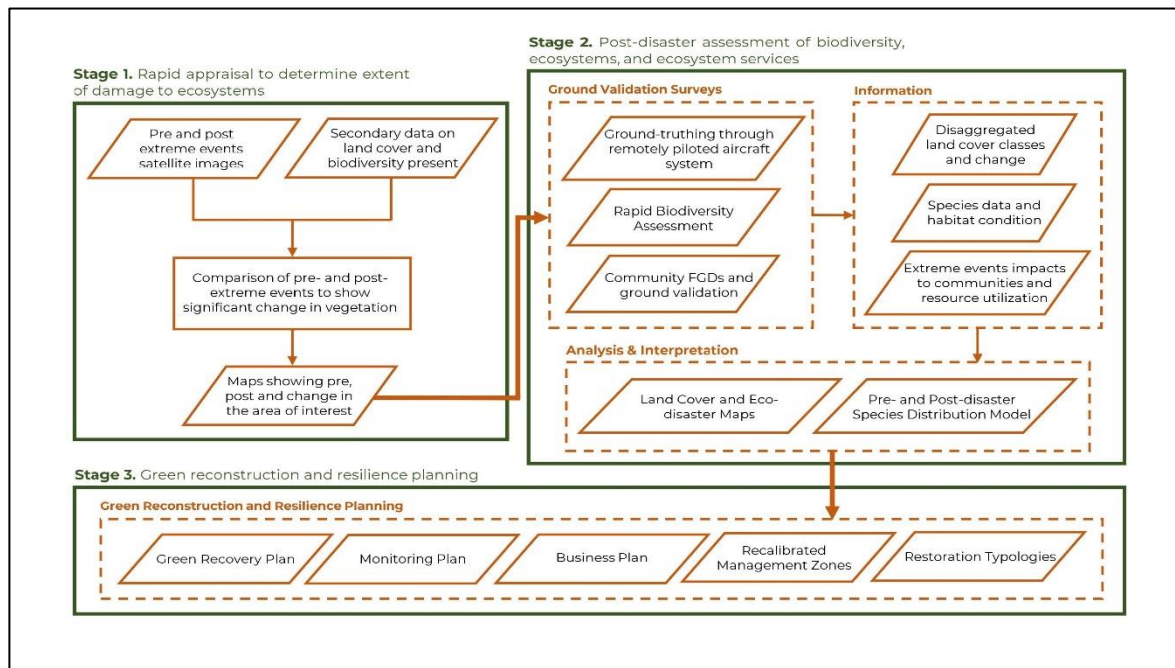 Stage 1. Rapid appraisal to determine extent
of damage to ecosystems
Pre and post
extreme events
satellite images
Secondary data on
land cover and
biodiversity present
Comparison of pre- and post-
extreme events to show
significant change in vegetation
Maps showing pre,
post and change in
the area of interest
Stage 2. Post-disaster assessment of biodiversity,
ecosystems, and ecosystem services
Ground Validation Surveys
Ground-truthing through
remotely piloted aircraft
system
Rapid Biodiversity
Assessment
Community FGDs and
ground validation
Information
Disaggregated
land cover classes
and change
Species data and
habitat condition
Extreme events impacts
to communities and
resource utilization
Analysis & Interpretation
Land Cover and Eco-
disaster Maps
Pre- and Post-disaster
Species Distribution Model
Stage 3. Green reconstruction and resilience planning
Green Reconstruction and Resilience Planning
Green Recovery Plan
Monitoring Plan
Business Plan
Recalibrated
Management Zones
Restoration Typologies